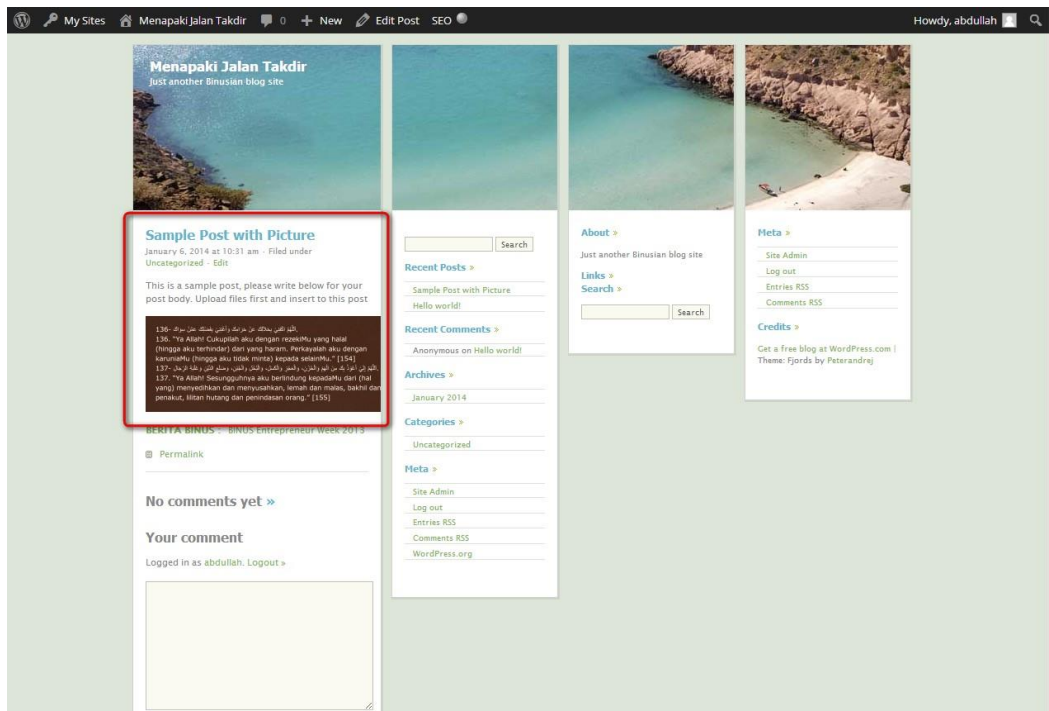 My Sites
Menapaki Jalan Takdir
0
New
Edit Post
SEO
Howdy, abdullah
Menapaki Jalan Takdir
Just another Binusian blog site
Sample Post with Picture
January 6, 2014 at 10:31 am · Filed under
Uncategorized · Edit
This is a sample post, please write below for your
post body. Upload files first and insert to this post
136- اللَّهُمَّ اكْفِنِي بِحَلاَلِكَ عَنْ حَرَامِكَ وَأَغْنِنِي بِفَضْلِكَ عَمَّنْ سِوَاكَ.
136. "Ya Allah! Cukupilah aku dengan rezekiMu yang halal
(hingga aku terhindar) dari yang haram. Perkayalah aku dengan
karuniaMu (hingga aku tidak minta) kepada selainMu." [154]
137-
137. "Ya Allah! Sesungguhnya aku berlindung kepadaMu dari (hal
yang) menyedihkan dan menyusahkan, lemah dan malas, bakhil dan
penakut, lilitan hutang dan penindasan orang." [155]
BERITA BINUS : BINUS Entrepreneur Week 2013
Permalink
No comments yet »
Your comment
Logged in as abdullah. Logout »
Search
Recent Posts »
Sample Post with Picture
Hello world!
Recent Comments »
Anonymous on Hello world!
Archives »
January 2014
Categories »
Uncategorized
Meta »
Site Admin
Log out
Entries RSS
Comments RSS
WordPress.org
About »
Just another Binusian blog site
Links »
Search »
Search
Meta »
Site Admin
Log out
Entries RSS
Comments RSS
Credits »
Get a free blog at WordPress.com |
Theme: Fjords by Peterandrej